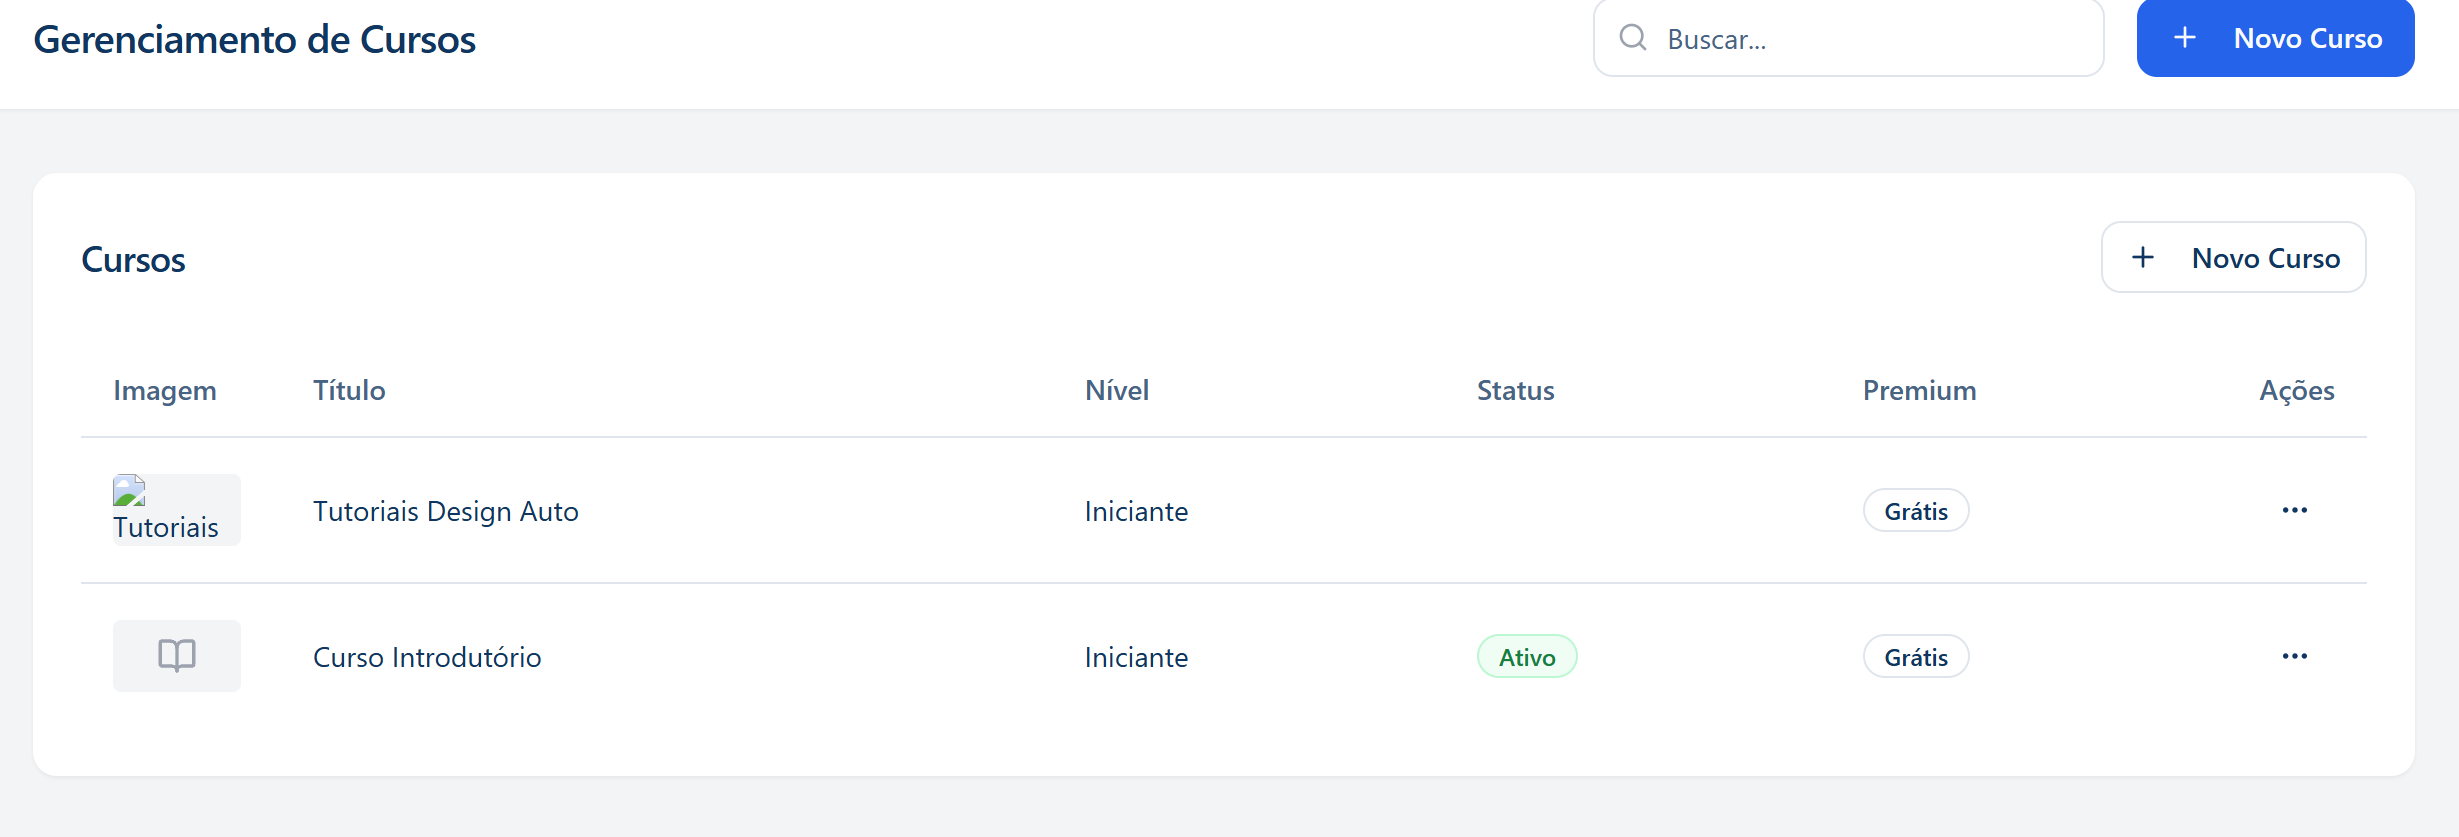 Gerenciamento de Cursos
Buscar...
Novo Curso
Cursos
Novo Curso
Imagem Título Nível Status Premium Ações
Tutoriais Tutoriais Design Auto Iniciante Grátis
Curso Introdutório Iniciante Ativo Grátis